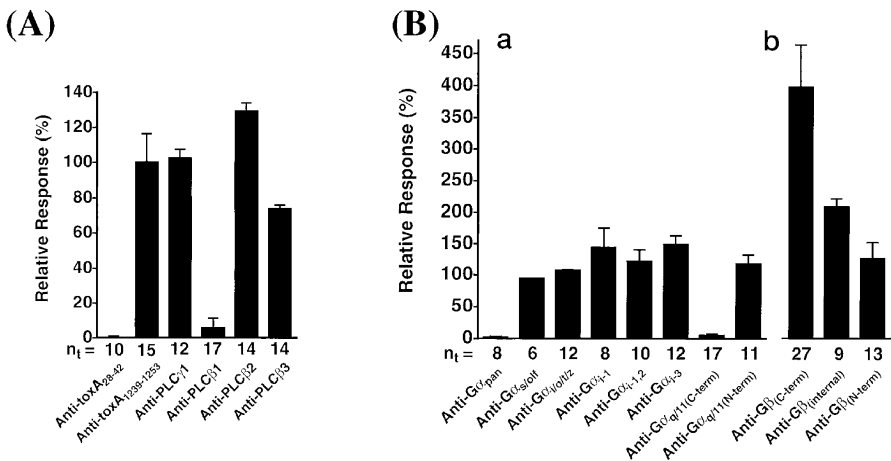 (A)
Relative Response (%)
140
120
100
80
60
40
20
0
nt = 10 15 12 17 14 14
Anti-toxA28-42
Anti-toxA1239-1253
Anti-PLCγ1
Anti-PLCβ1
Anti-PLCβ2
Anti-PLCβ3
(B)
a
b
Relative Response (%)
450
400
350
300
250
200
150
100
50
0
nt = 8 6 12 8 10 12 17 11 27 9 13
Anti-Gαpan
Anti-Gαs/olf
Anti-Gαi/o/t/z
Anti-Gαi-1
Anti-Gαi-1,2
Anti-Gαi-3
Anti-Gαq/11(C-term)
Anti-Gαq/11(N-term)
Anti-Gβ(C-term)
Anti-Gβ(internal)
Anti-Gβ(N-term)